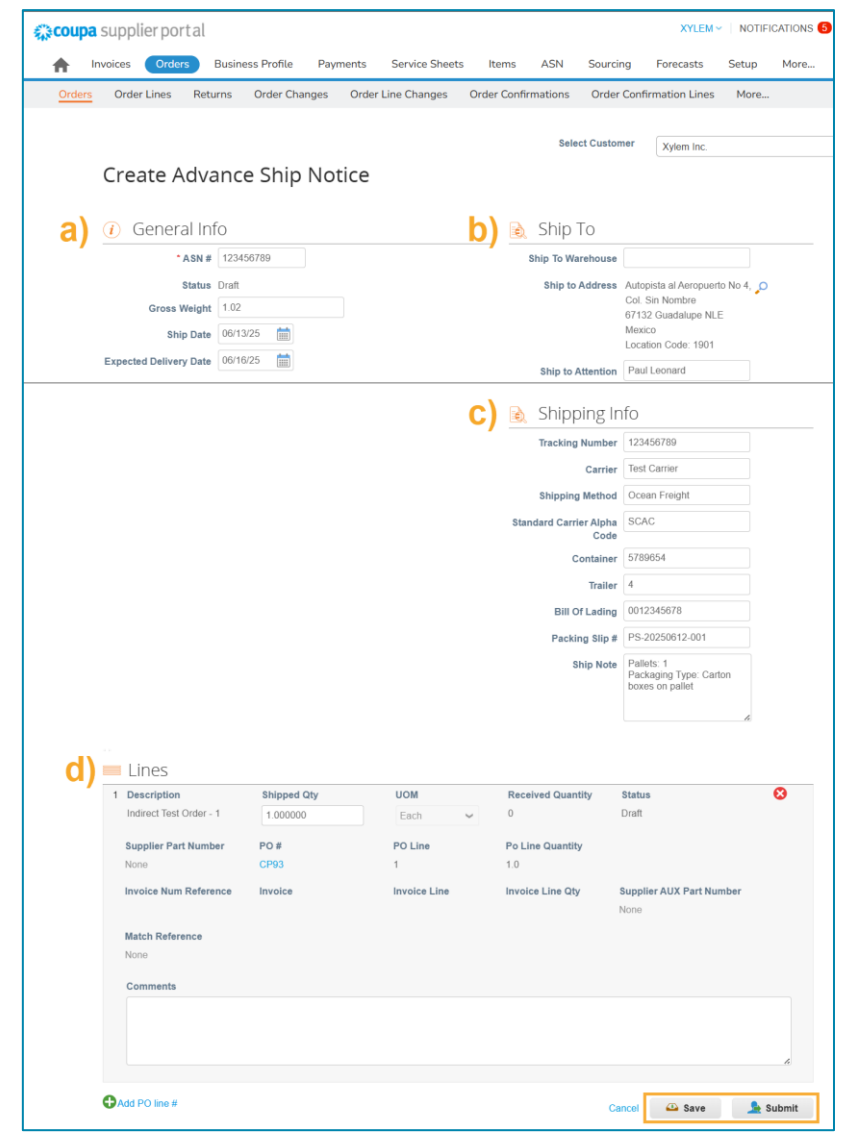 coupa supplier portal
XYLEM NOTIFICATIONS 5
Invoices Orders Business Profile Payments Service Sheets Items ASN Sourcing Forecasts Setup More...
Orders Order Lines Returns Order Changes Order Line Changes Order Confirmations Order Confirmation Lines More...
Select Customer Xylem Inc.
Create Advance Ship Notice
a) General Info
* ASN # 123456789
Status Draft
Gross Weight 1.02
Ship Date 06/13/25
Expected Delivery Date 06/16/25
b) Ship To
Ship To Warehouse
Ship to Address Autopista al Aeropuerto No 4,
Col. Sin Nombre
67132 Guadalupe NLE
Mexico
Location Code: 1901
Ship to Attention Paul Leonard
c) Shipping Info
Tracking Number 123456789
Carrier Test Carrier
Shipping Method Ocean Freight
Standard Carrier Alpha SCAC
Code
Container 5789654
Trailer 4
Bill Of Lading 0012345678
Packing Slip # PS-20250612-001
Ship Note Pallets: 1
Packaging Type: Carton
boxes on pallet
d) Lines
1 Description Shipped Qty UOM Received Quantity Status
Indirect Test Order - 1 1.000000 Each 0 Draft
Supplier Part Number PO # PO Line Po Line Quantity
None CP93 1 1.0
Invoice Num Reference Invoice Invoice Line Invoice Line Qty Supplier AUX Part Number
None
Match Reference
None
Comments
Add PO line #
Cancel Save Submit